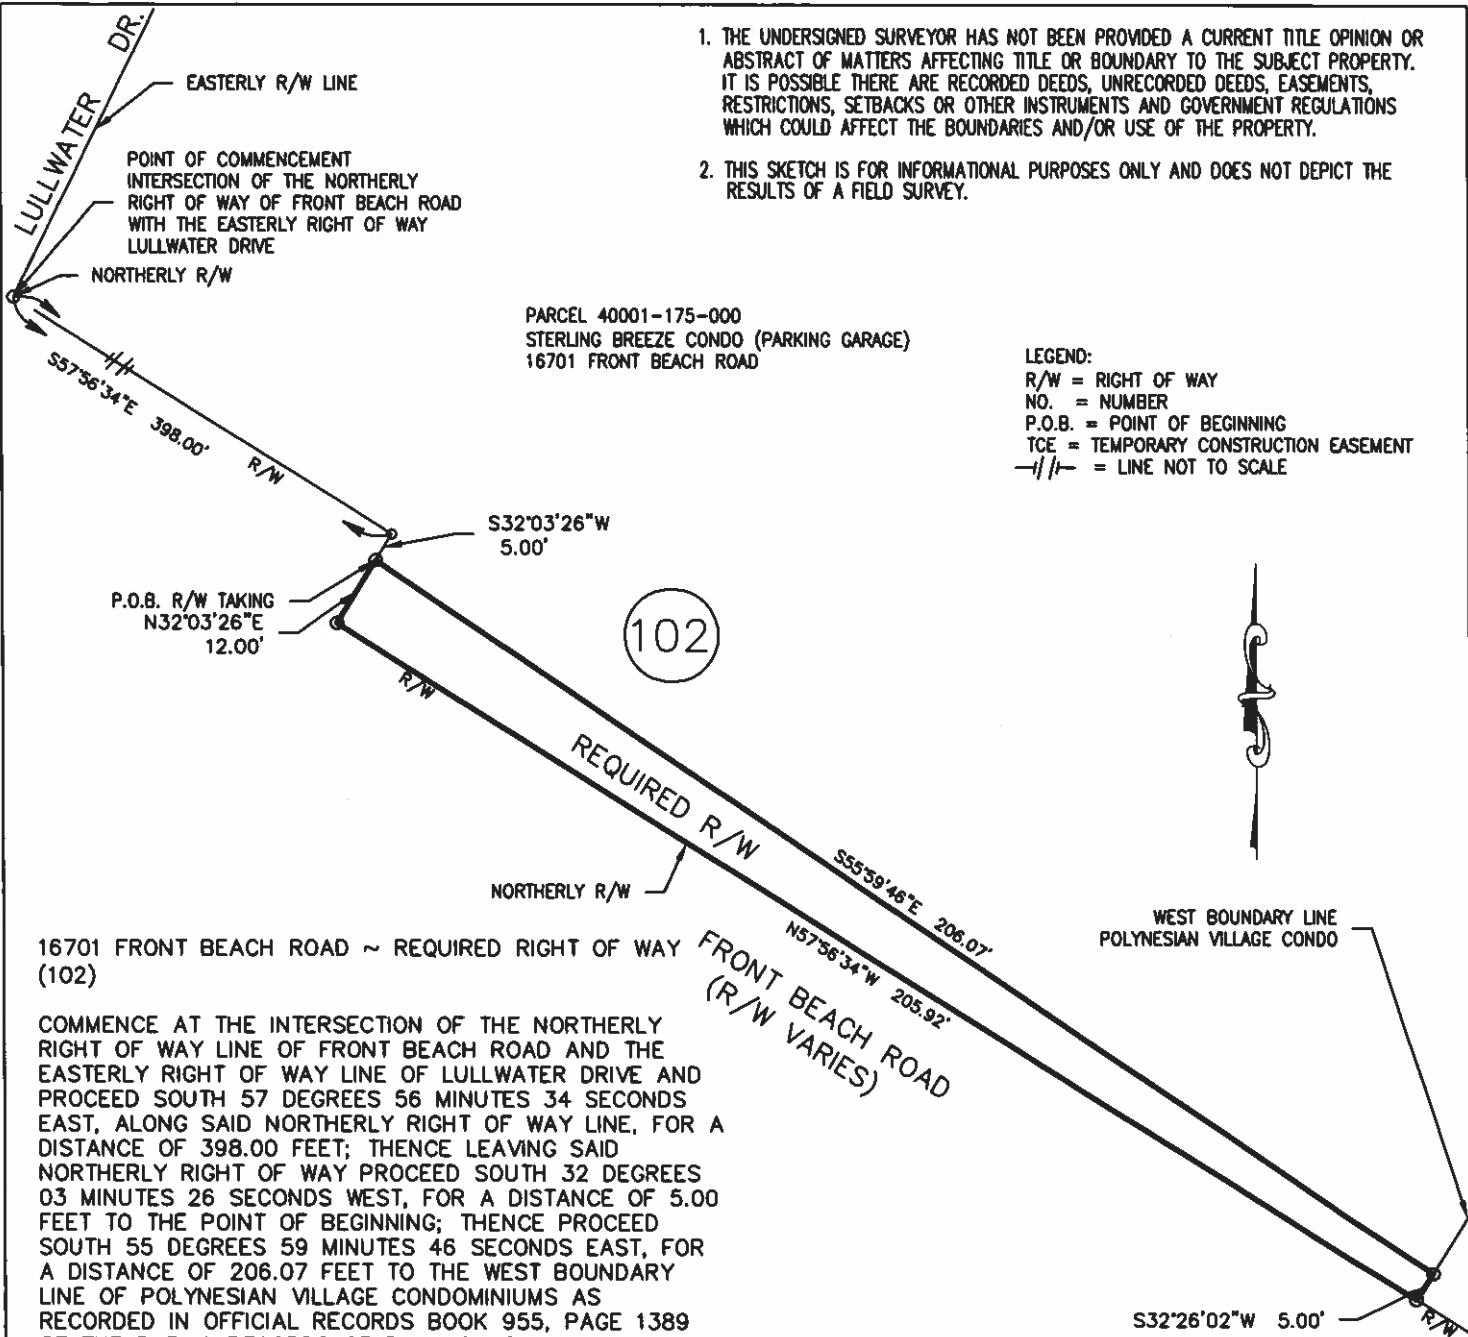 LULLWATER DR.
EASTERLY R/W LINE
POINT OF COMMENCEMENT
INTERSECTION OF THE NORTHERLY
RIGHT OF WAY OF FRONT BEACH ROAD
WITH THE EASTERLY RIGHT OF WAY
LULLWATER DRIVE
NORTHERLY R/W
1. THE UNDERSIGNED SURVEYOR HAS NOT BEEN PROVIDED A CURRENT TITLE OPINION OR
ABSTRACT OF MATTERS AFFECTING TITLE OR BOUNDARY TO THE SUBJECT PROPERTY.
IT IS POSSIBLE THERE ARE RECORDED DEEDS, UNRECORDED DEEDS, EASEMENTS,
RESTRICTIONS, SETBACKS OR OTHER INSTRUMENTS AND GOVERNMENT REGULATIONS
WHICH COULD AFFECT THE BOUNDARIES AND/OR USE OF THE PROPERTY.
2. THIS SKETCH IS FOR INFORMATIONAL PURPOSES ONLY AND DOES NOT DEPICT THE
RESULTS OF A FIELD SURVEY.
PARCEL 40001-175-000
STERLING BREEZE CONDO (PARKING GARAGE)
16701 FRONT BEACH ROAD
LEGEND:
R/W = RIGHT OF WAY
NO. = NUMBER
P.O.B. = POINT OF BEGINNING
TCE = TEMPORARY CONSTRUCTION EASEMENT
= LINE NOT TO SCALE
S57°56'34"E 398.00'
R/W
S32°03'26"W
5.00'
P.O.B. R/W TAKING
N32°03'26"E
12.00'
102
R/W
REQUIRED R/W
NORTHERLY R/W
S55°59'46"E 206.07'
N57°56'34"W 205.92'
FRONT BEACH ROAD
(R/W VARIES)
WEST BOUNDARY LINE
POLYNESIAN VILLAGE CONDO
S32°26'02"W 5.00'
R/W
16701 FRONT BEACH ROAD ~ REQUIRED RIGHT OF WAY
(102)
COMMENCE AT THE INTERSECTION OF THE NORTHERLY
RIGHT OF WAY LINE OF FRONT BEACH ROAD AND THE
EASTERLY RIGHT OF WAY LINE OF LULLWATER DRIVE AND
PROCEED SOUTH 57 DEGREES 56 MINUTES 34 SECONDS
EAST, ALONG SAID NORTHERLY RIGHT OF WAY LINE, FOR A
DISTANCE OF 398.00 FEET; THENCE LEAVING SAID
NORTHERLY RIGHT OF WAY PROCEED SOUTH 32 DEGREES
03 MINUTES 26 SECONDS WEST, FOR A DISTANCE OF 5.00
FEET TO THE POINT OF BEGINNING; THENCE PROCEED
SOUTH 55 DEGREES 59 MINUTES 46 SECONDS EAST, FOR
A DISTANCE OF 206.07 FEET TO THE WEST BOUNDARY
LINE OF POLYNESIAN VILLAGE CONDOMINIUMS AS
RECORDED IN OFFICIAL RECORDS BOOK 955, PAGE 1389